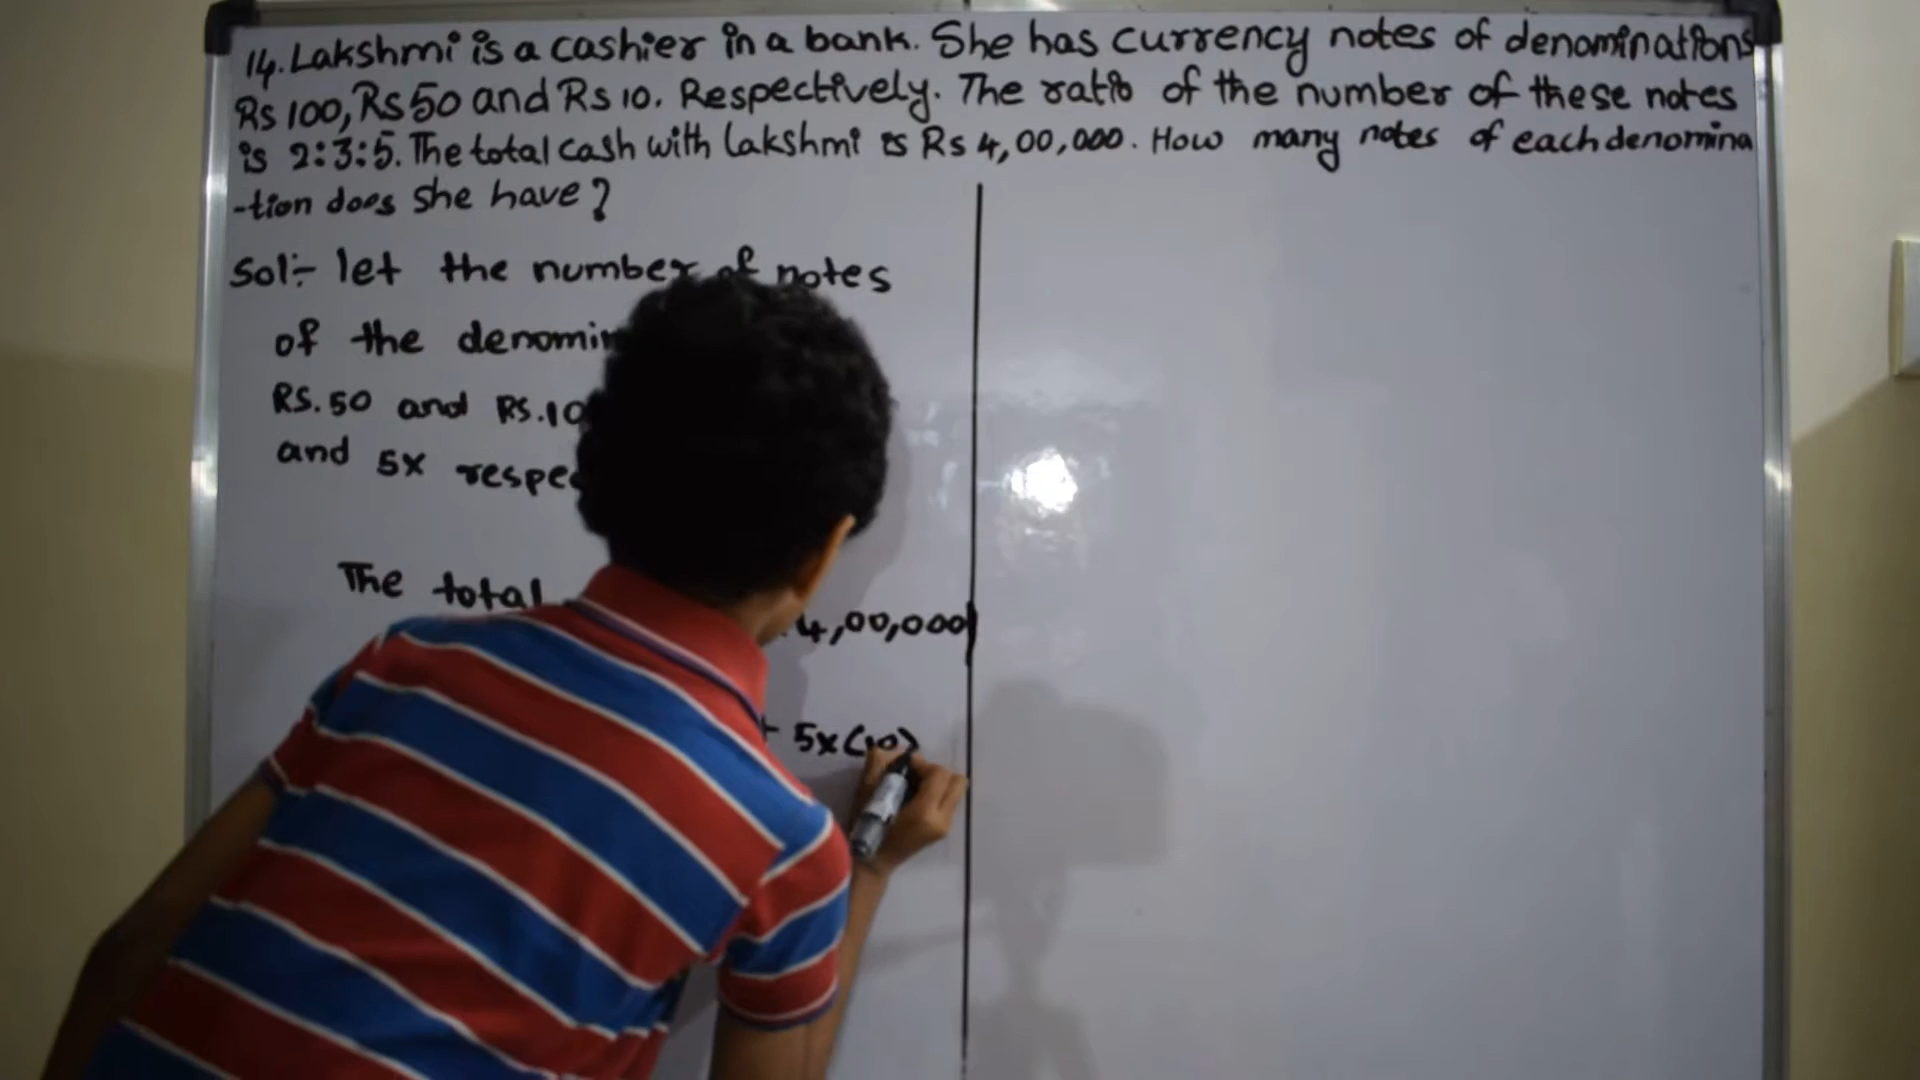 14. Lakshmi is a cashier in a bank. She has currency notes of denominations
Rs 100, Rs 50 and Rs 10. Respectively. The ratio of the number of these notes
is 2:3:5. The total cash with Lakshmi is Rs 4,00,000. How many notes of each denomina
-tion does she have?
Sol:- let the number of notes
of the
RS.50 and RS.10
and 5x
The total
4,00,000
+ 5x(10)